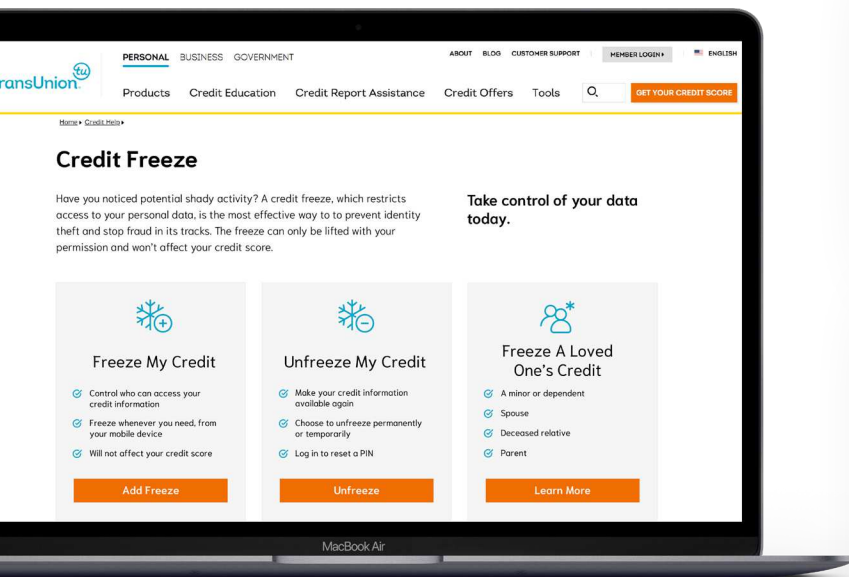 PERSONAL BUSINESS GOVERNMENT
ABOUT BLOG CUSTOMER SUPPORT MEMBER LOGIN ENGLISH
ransUnion
tu
Products Credit Education Credit Report Assistance Credit Offers Tools GET YOUR CREDIT SCORE
Home Credit Help
Credit Freeze
Have you noticed potential shady activity? A credit freeze, which restricts
access to your personal data, is the most effective way to to prevent identity
theft and stop fraud in its tracks. The freeze can only be lifted with your
permission and won't affect your credit score.
Take control of your data
today.
Freeze My Credit
Control who can access your
credit information
Freeze whenever you need, from
your mobile device
Will not affect your credit score
Add Freeze
Unfreeze My Credit
Make your credit information
available again
Choose to unfreeze permanently
or temporarily
Log in to reset a PIN
Unfreeze
Freeze A Loved
One's Credit
A minor or dependent
Spouse
Deceased relative
Parent
Learn More
MacBook Air